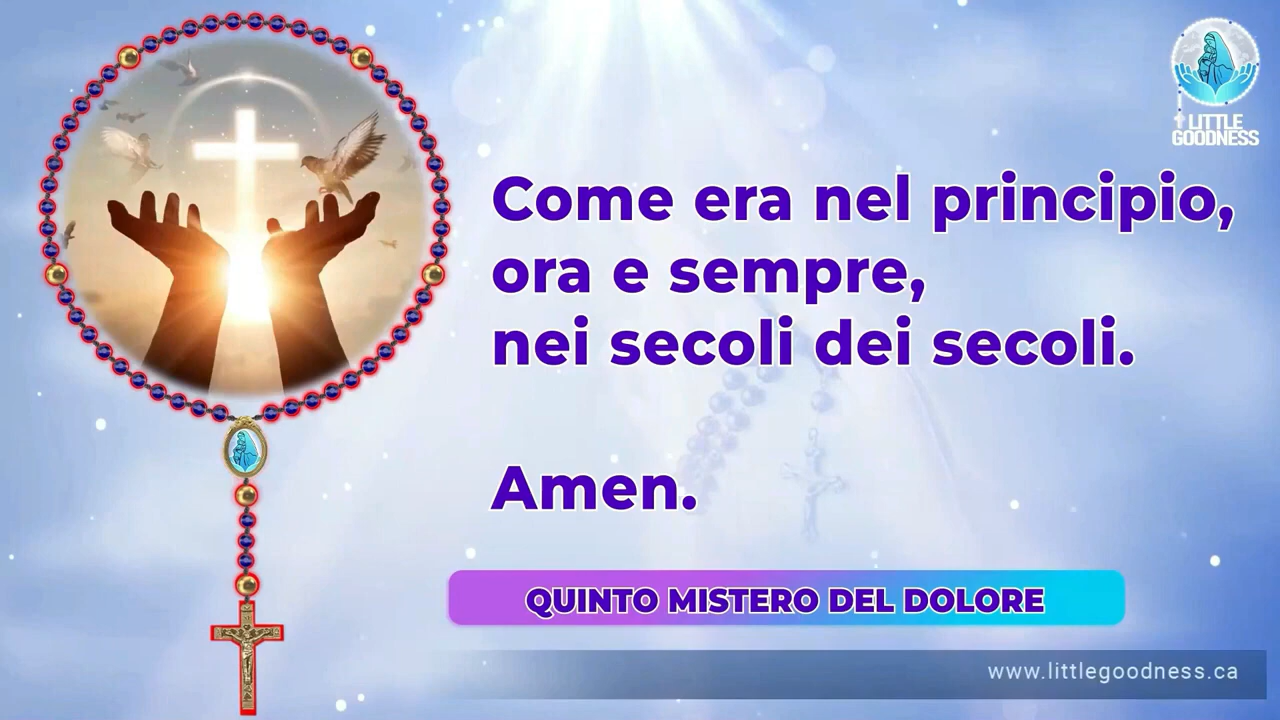 LITTLE
GOODNESS
Come era nel principio,
ora e sempre,
nei secoli dei secoli.
Amen.
QUINTO MISTERO DEL DOLORE
www.littlegoodness.ca